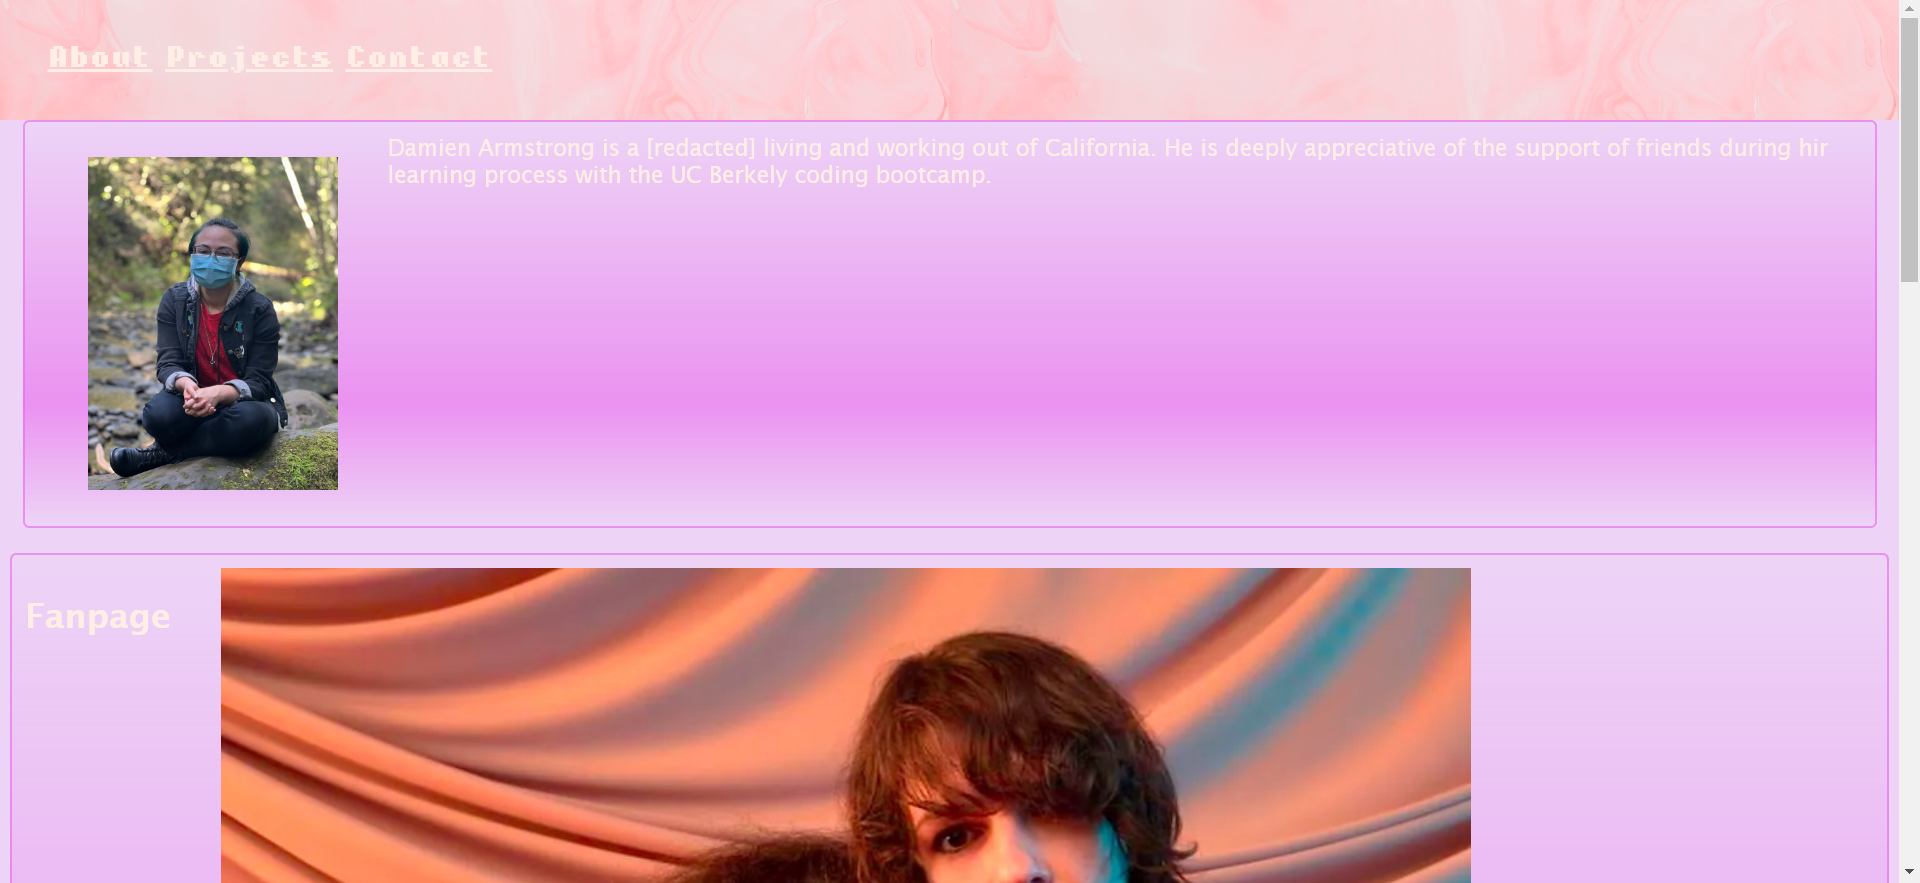 About Projects Contact
Damien Armstrong is a [redacted] living and working out of California. He is deeply appreciative of the support of friends during hir
learning process with the UC Berkely coding bootcamp.
Fanpage